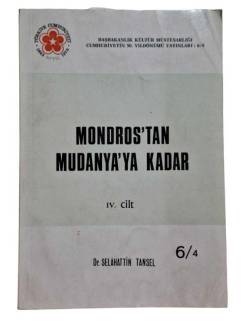 BAŞBAKANLIK KÜLTÜR MÜSTEŞARLIĞI
CUMHURİYETİN 50. YILDÖNÜMÜ YAYINLARI: 6/4
MONDROS'TAN
MUDANYA'YA KADAR
IV. cilt
6/4
Dr. SELAHATTİN TANSEL